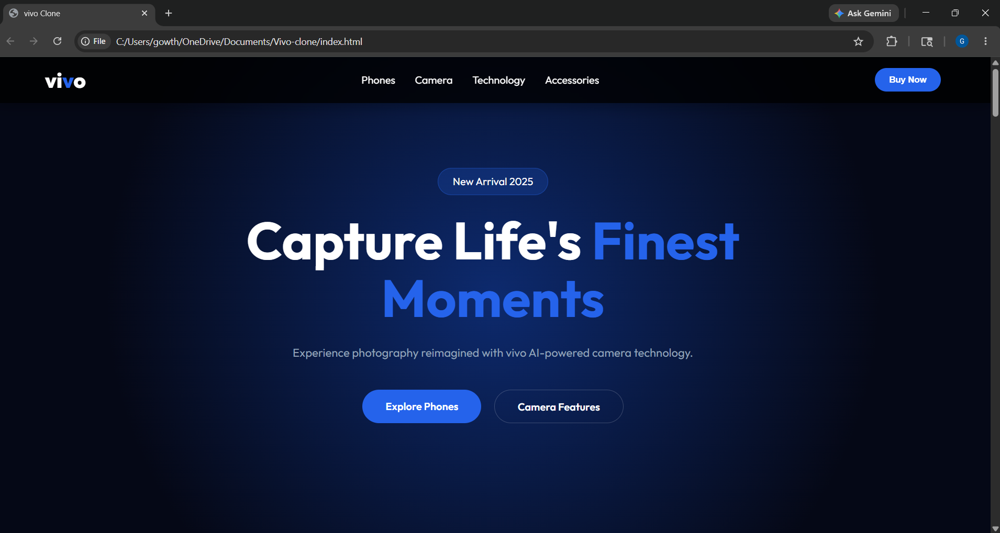 vivo Clone
Ask Gemini
File C:/Users/gowth/OneDrive/Documents/Vivo-clone/index.html
G
vivo
Phones Camera Technology Accessories
Buy Now
New Arrival 2025
Capture Life's Finest
Moments
Experience photography reimagined with vivo AI-powered camera technology.
Explore Phones
Camera Features